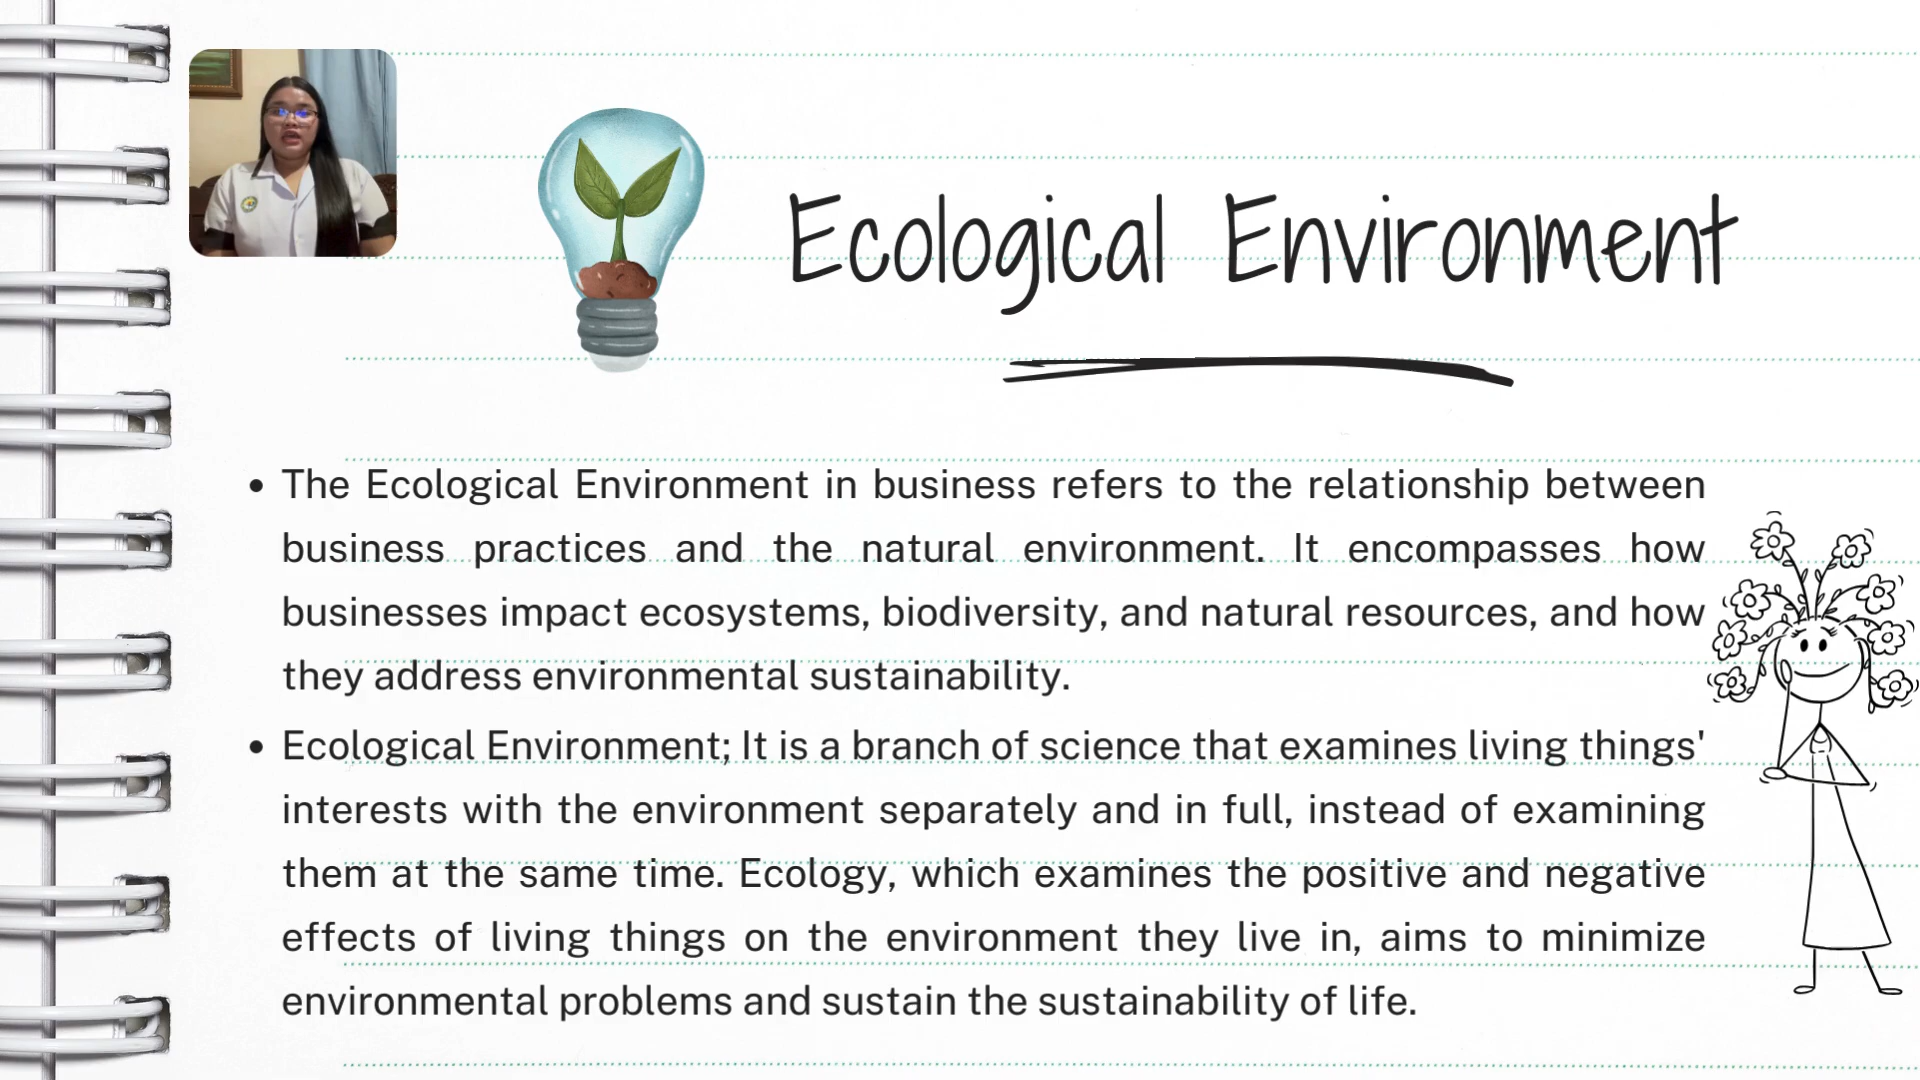 Ecological Environment
The Ecological Environment in business refers to the relationship between
business practices and the natural environment. It encompasses how
businesses impact ecosystems, biodiversity, and natural resources, and how
they address environmental sustainability.
Ecological Environment; It is a branch of science that examines living things'
interests with the environment separately and in full, instead of examining
them at the same time. Ecology, which examines the positive and negative
effects of living things on the environment they live in, aims to minimize
environmental problems and sustain the sustainability of life.